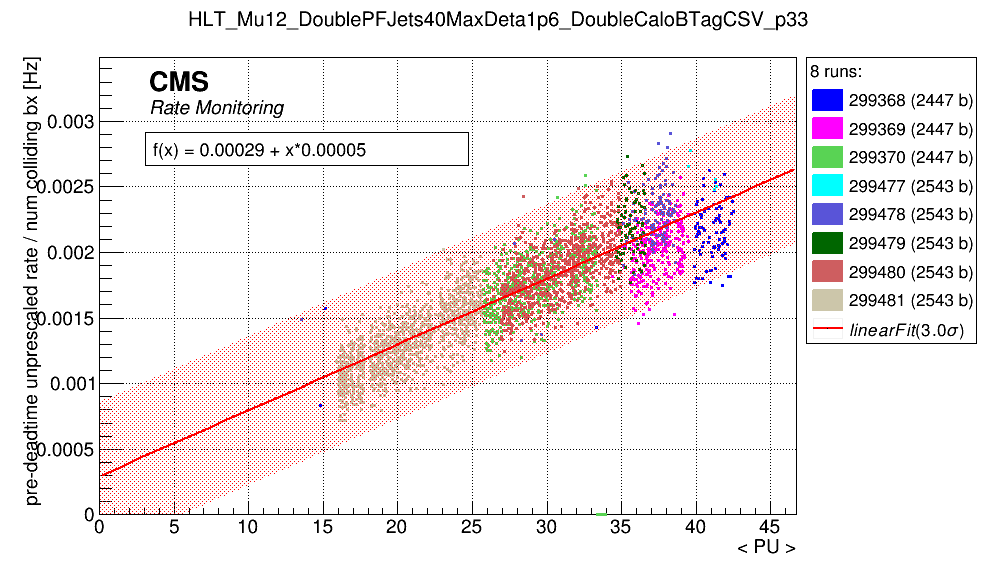 HLT_Mu12_DoublePFJets40MaxDeta1p6_DoubleCaloBTagCSV_p33
pre-deadtime unprescaled rate / num colliding bx [Hz]
CMS
Rate Monitoring
f(x) = 0.00029 + x*0.00005
0.003
0.0025
0.002
0.0015
0.001
0.0005
0
0 5 10 15 20 25 30 35 40 45
< PU >
8 runs:
299368 (2447 b)
299369 (2447 b)
299370 (2447 b)
299477 (2543 b)
299478 (2543 b)
299479 (2543 b)
299480 (2543 b)
299481 (2543 b)
linearFit(3.0σ)